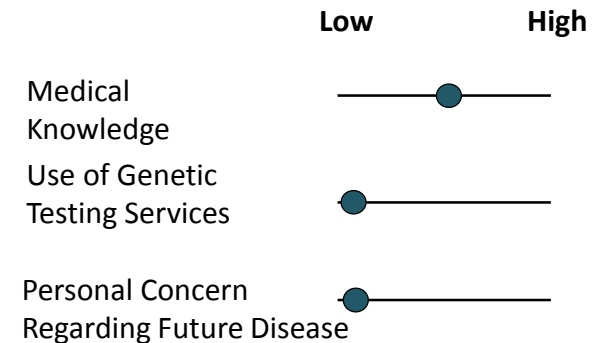 Low High
Medical
Knowledge
Use of Genetic
Testing Services
Personal Concern
Regarding Future Disease